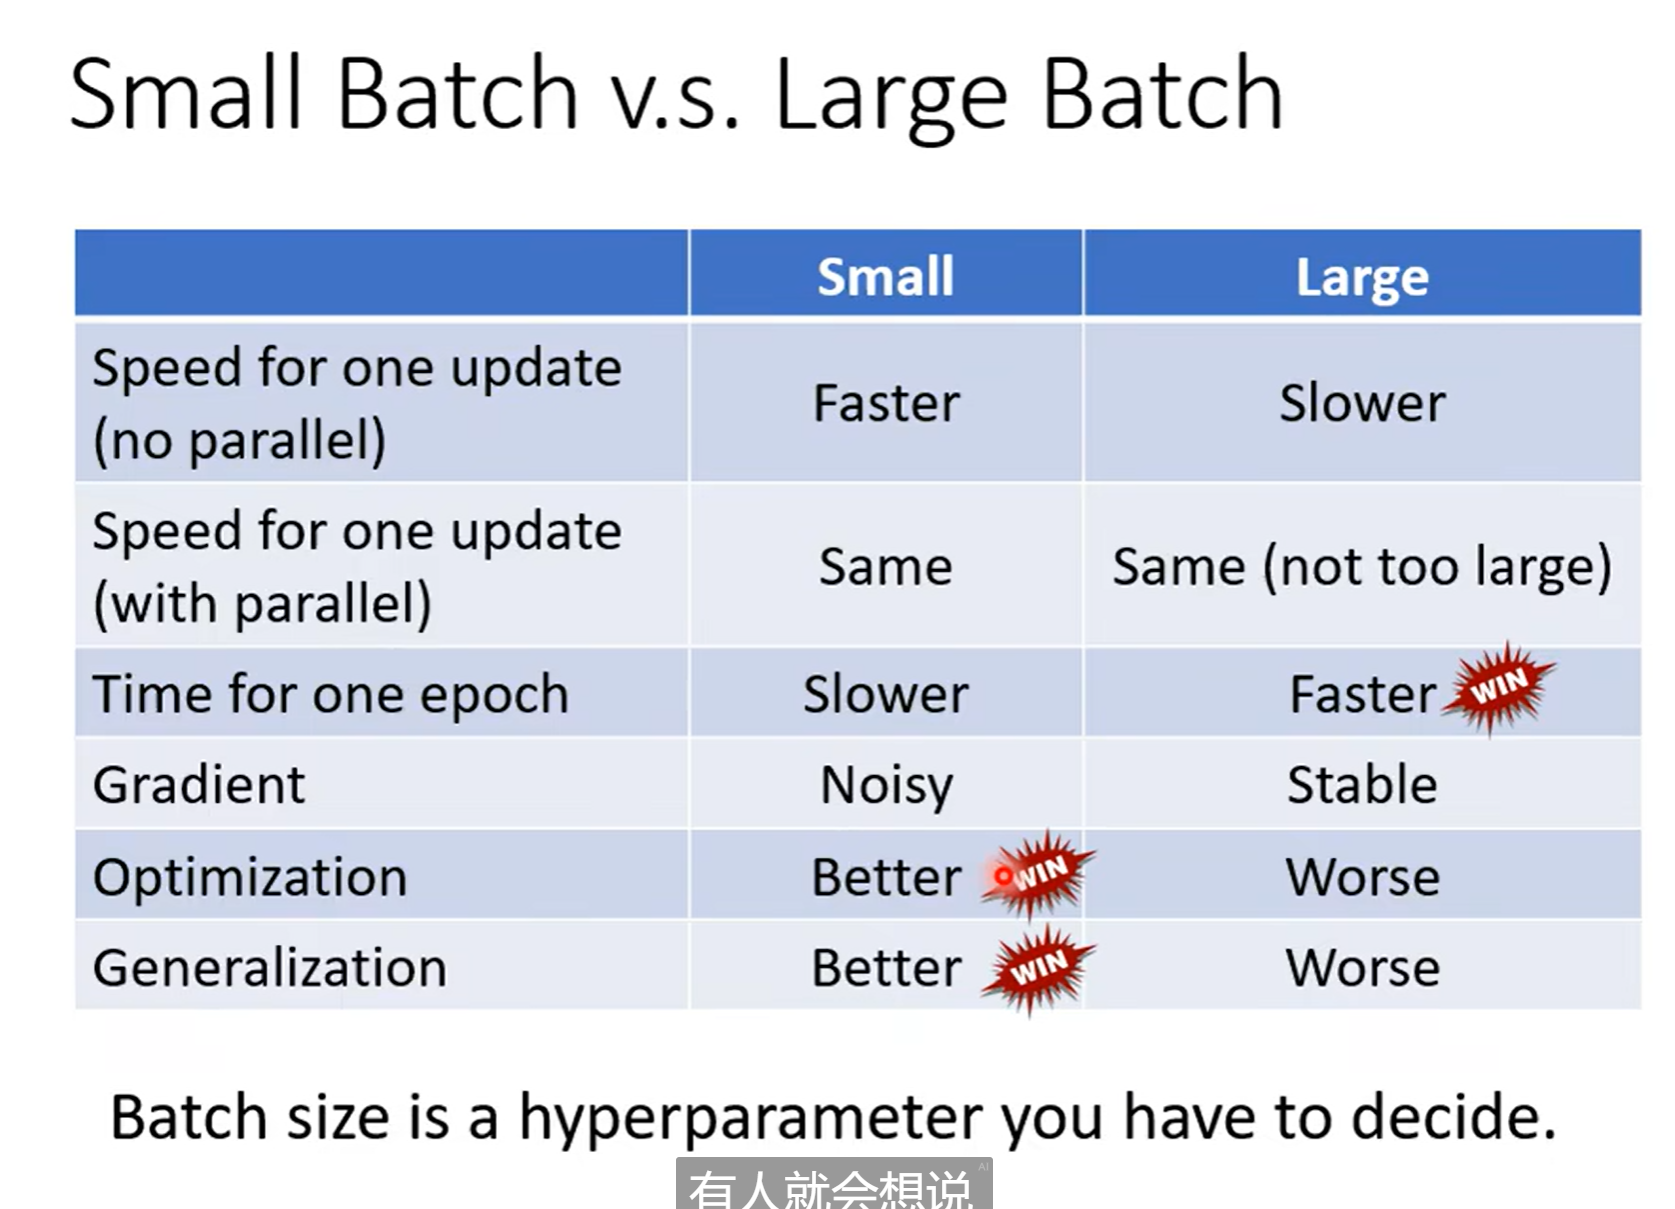 Small Batch v.s. Large Batch
Small Large
Speed for one update
(no parallel)
Faster Slower
Speed for one update
(with parallel)
Same Same (not too large)
Time for one epoch Slower Faster WIN
Gradient Noisy Stable
Optimization Better WIN Worse
Generalization Better WIN Worse
Batch size is a hyperparameter you have to decide.
AI
有人就会想说